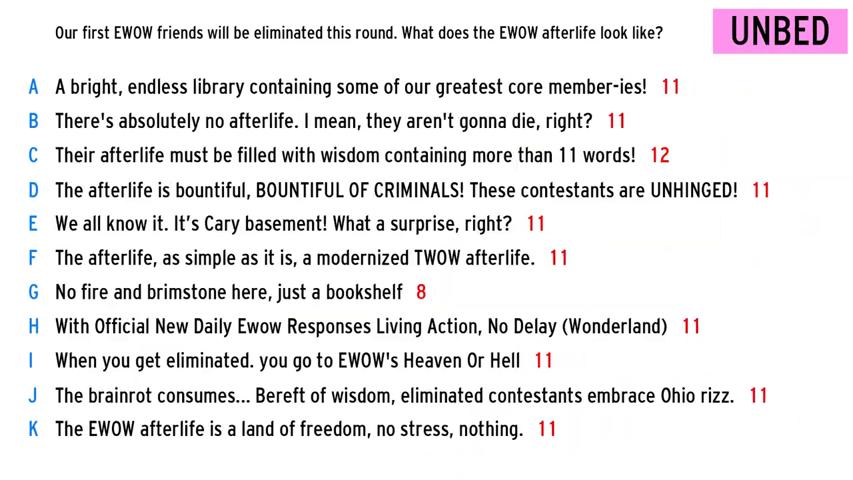 Our first EWOW friends will be eliminated this round. What does the EWOW afterlife look like?
UNBED
A A bright, endless library containing some of our greatest core member-ies! 11
B There's absolutely no afterlife. I mean, they aren't gonna die, right? 11
C Their afterlife must be filled with wisdom containing more than 11 words! 12
D The afterlife is bountiful, BOUNTIFUL OF CRIMINALS! These contestants are UNHINGED! 11
E We all know it. It’s Cary basement! What a surprise, right? 11
F The afterlife, as simple as it is, a modernized TWOW afterlife. 11
G No fire and brimstone here, just a bookshelf 8
H With Official New Daily Ewow Responses Living Action, No Delay (Wonderland) 11
I When you get eliminated. you go to EWOW's Heaven Or Hell 11
J The brainrot consumes... Bereft of wisdom, eliminated contestants embrace Ohio rizz. 11
K The EWOW afterlife is a land of freedom, no stress, nothing. 11